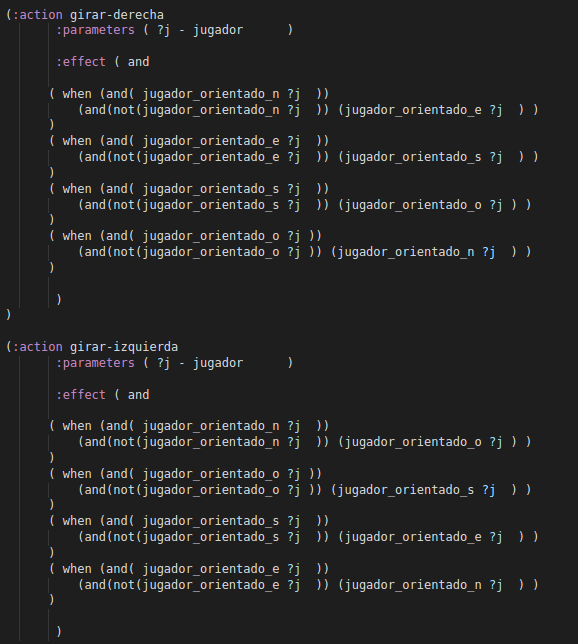 (:action girar-derecha
:parameters ( ?j - jugador )
:effect ( and
( when (and( jugador_orientado_n ?j ))
(and(not(jugador_orientado_n ?j )) (jugador_orientado_e ?j ) )
)
( when (and( jugador_orientado_e ?j ))
(and(not(jugador_orientado_e ?j )) (jugador_orientado_s ?j ) )
)
( when (and( jugador_orientado_s ?j ))
(and(not(jugador_orientado_s ?j )) (jugador_orientado_o ?j ) )
)
( when (and( jugador_orientado_o ?j ))
(and(not(jugador_orientado_o ?j )) (jugador_orientado_n ?j ) )
)
)
)
(:action girar-izquierda
:parameters ( ?j - jugador )
:effect ( and
( when (and( jugador_orientado_n ?j ))
(and(not(jugador_orientado_n ?j )) (jugador_orientado_o ?j ) )
)
( when (and( jugador_orientado_o ?j ))
(and(not(jugador_orientado_o ?j )) (jugador_orientado_s ?j ) )
)
( when (and( jugador_orientado_s ?j ))
(and(not(jugador_orientado_s ?j )) (jugador_orientado_e ?j ) )
)
( when (and( jugador_orientado_e ?j ))
(and(not(jugador_orientado_e ?j )) (jugador_orientado_n ?j ) )
)
)